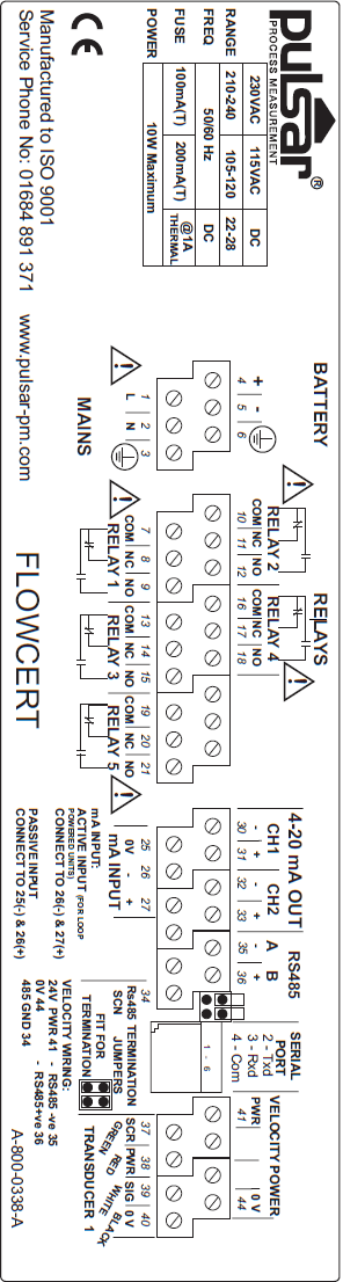 pulsar®
PROCESS MEASUREMENT
230VAC 115VAC DC
RANGE 210-240 105-120 22-28
FREQ 50/60 Hz DC
FUSE 100mA(T) 200mA(T) @1A THERMAL
POWER 10W Maximum
CE
Manufactured to ISO 9001
Service Phone No: 01684 891 371 www.pulsar-pm.com
BATTERY
+ - 
4 5 6
1 2 3
L N
MAINS
RELAYS
RELAY 2
COM NC NO
10 11 12
RELAY 4
COM NC NO
16 17 18
7 8 9
COM NC NO
RELAY 1
13 14 15
COM NC NO
RELAY 3
19 20 21
COM NC NO
RELAY 5
FLOWCERT
4-20 mA OUT
CH1 CH2
- + - +
30 31 32 33
RS485
A B
- +
35 36
25 26 27
0V - +
mA INPUT
mA INPUT:
ACTIVE INPUT (FOR LOOP
POWERED UNITS)
CONNECT TO 26(-) & 27(+)
PASSIVE INPUT
CONNECT TO 25(-) & 26(+)
SERIAL
PORT
2 - Txd
3 - Rxd
4 - Com
1 - 6
34
Rs485 TERMINATION
SCN JUMPERS
FIT FOR
TERMINATION
VELOCITY POWER
PWR 0 V
41 44
37 38 39 40
SCR PWR SIG 0 V
GREEN RED WHITE BLACK
TRANSDUCER 1
VELOCITY WIRING:
24V PWR 41 - RS485 -ve 35
0V 44 - RS485+ve 36
485 GND 34
A-800-0338-A